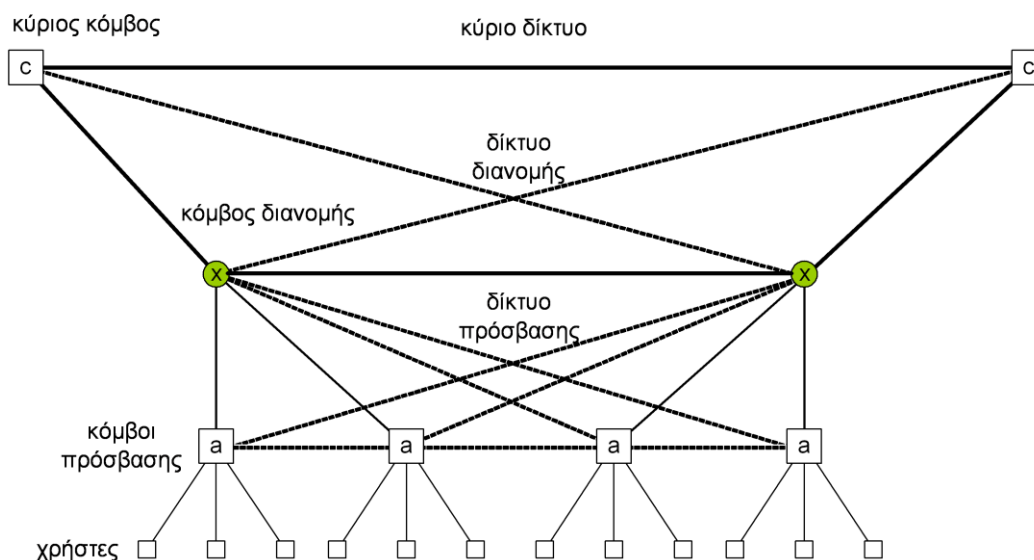 κύριος κόμβος
κύριο δίκτυο
c
c
δίκτυο
διανομής
κόμβος διανομής
x
x
δίκτυο
πρόσβασης
κόμβοι
πρόσβασης
a
a
a
a
χρήστες